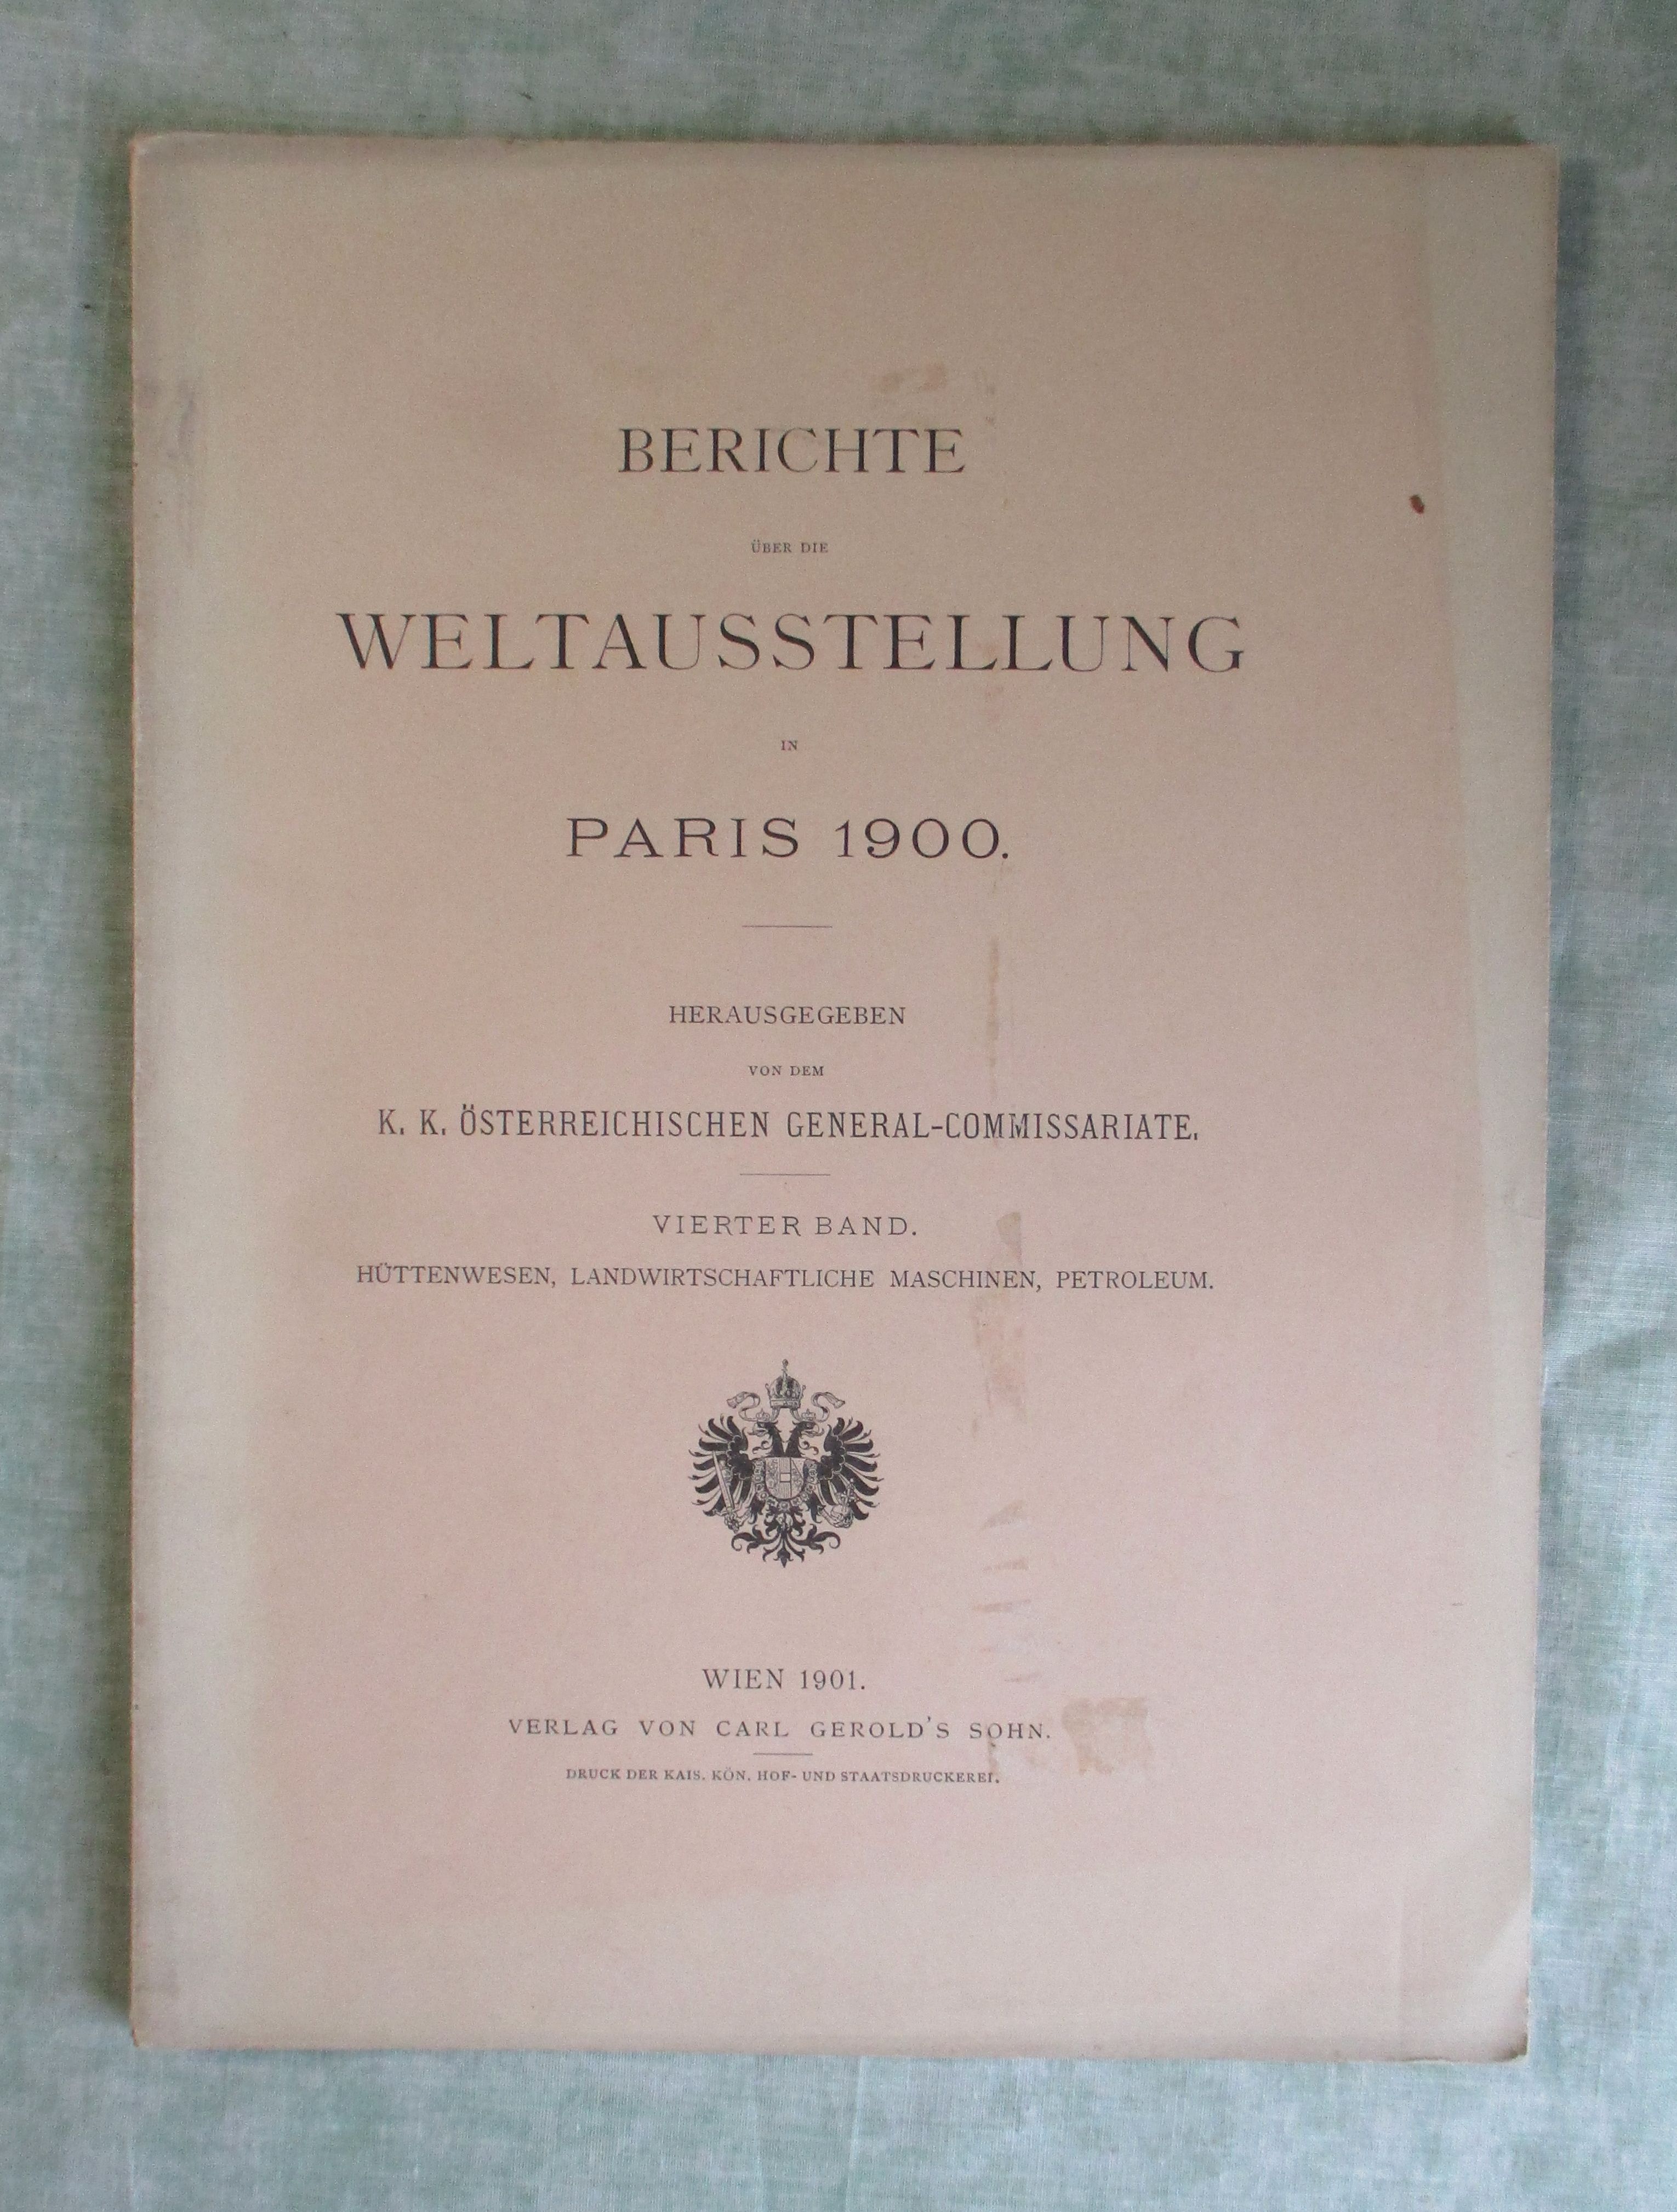 BERICHTE
ÜBER DIE
WELTAUSSTELLUNG
IN
PARIS 1900.
HERAUSGEGEBEN
VON DEM
K. K. ÖSTERREICHISCHEN GENERAL-COMMISSARIATE.
VIERTER BAND.
HÜTTENWESEN, LANDWIRTSCHAFTLICHE MASCHINEN, PETROLEUM.
WIEN 1901.
VERLAG VON CARL GEROLD'S SOHN.
DRUCK DER KAIS. KÖN. HOF- UND STAATSDRUCKEREI.